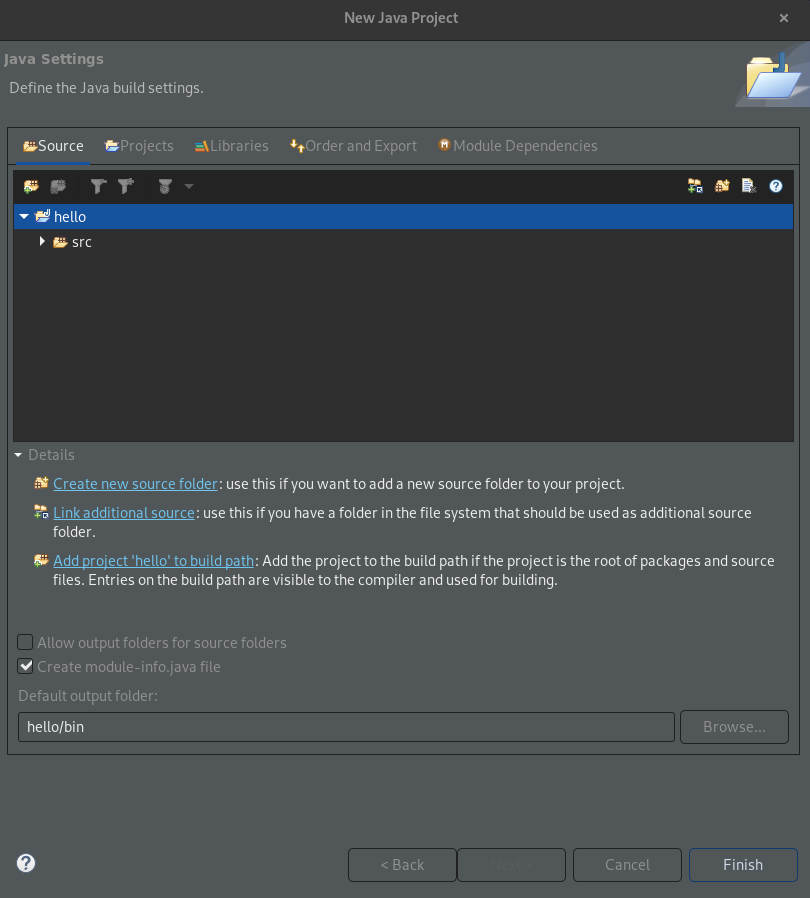 New Java Project
Java Settings
Define the Java build settings.
Source Projects Libraries Order and Export Module Dependencies
hello
src
Details
Create new source folder: use this if you want to add a new source folder to your project.
Link additional source: use this if you have a folder in the file system that should be used as additional source
folder.
Add project 'hello' to build path: Add the project to the build path if the project is the root of packages and source
files. Entries on the build path are visible to the compiler and used for building.
Allow output folders for source folders
Create module-info.java file
Default output folder:
hello/bin
Browse...
< Back Next > Cancel Finish